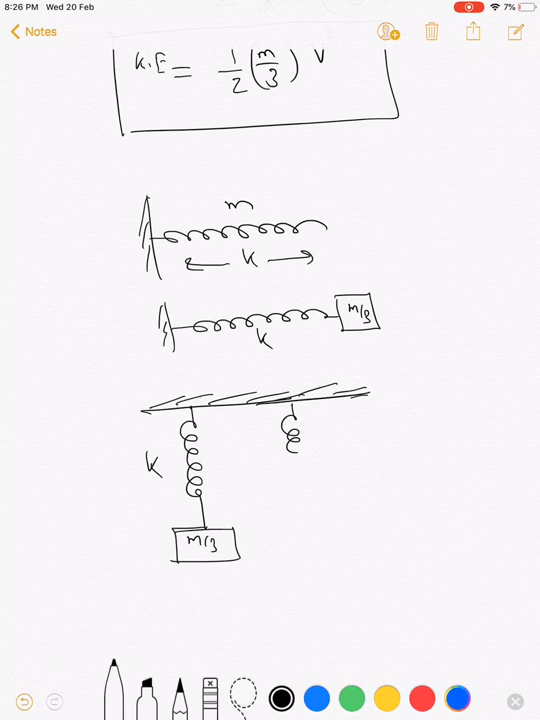 8:26 PM Wed 20 Feb
7%
Notes
K.E = 1/2 (m/3) V
m
K
m/3
K
K
m/3